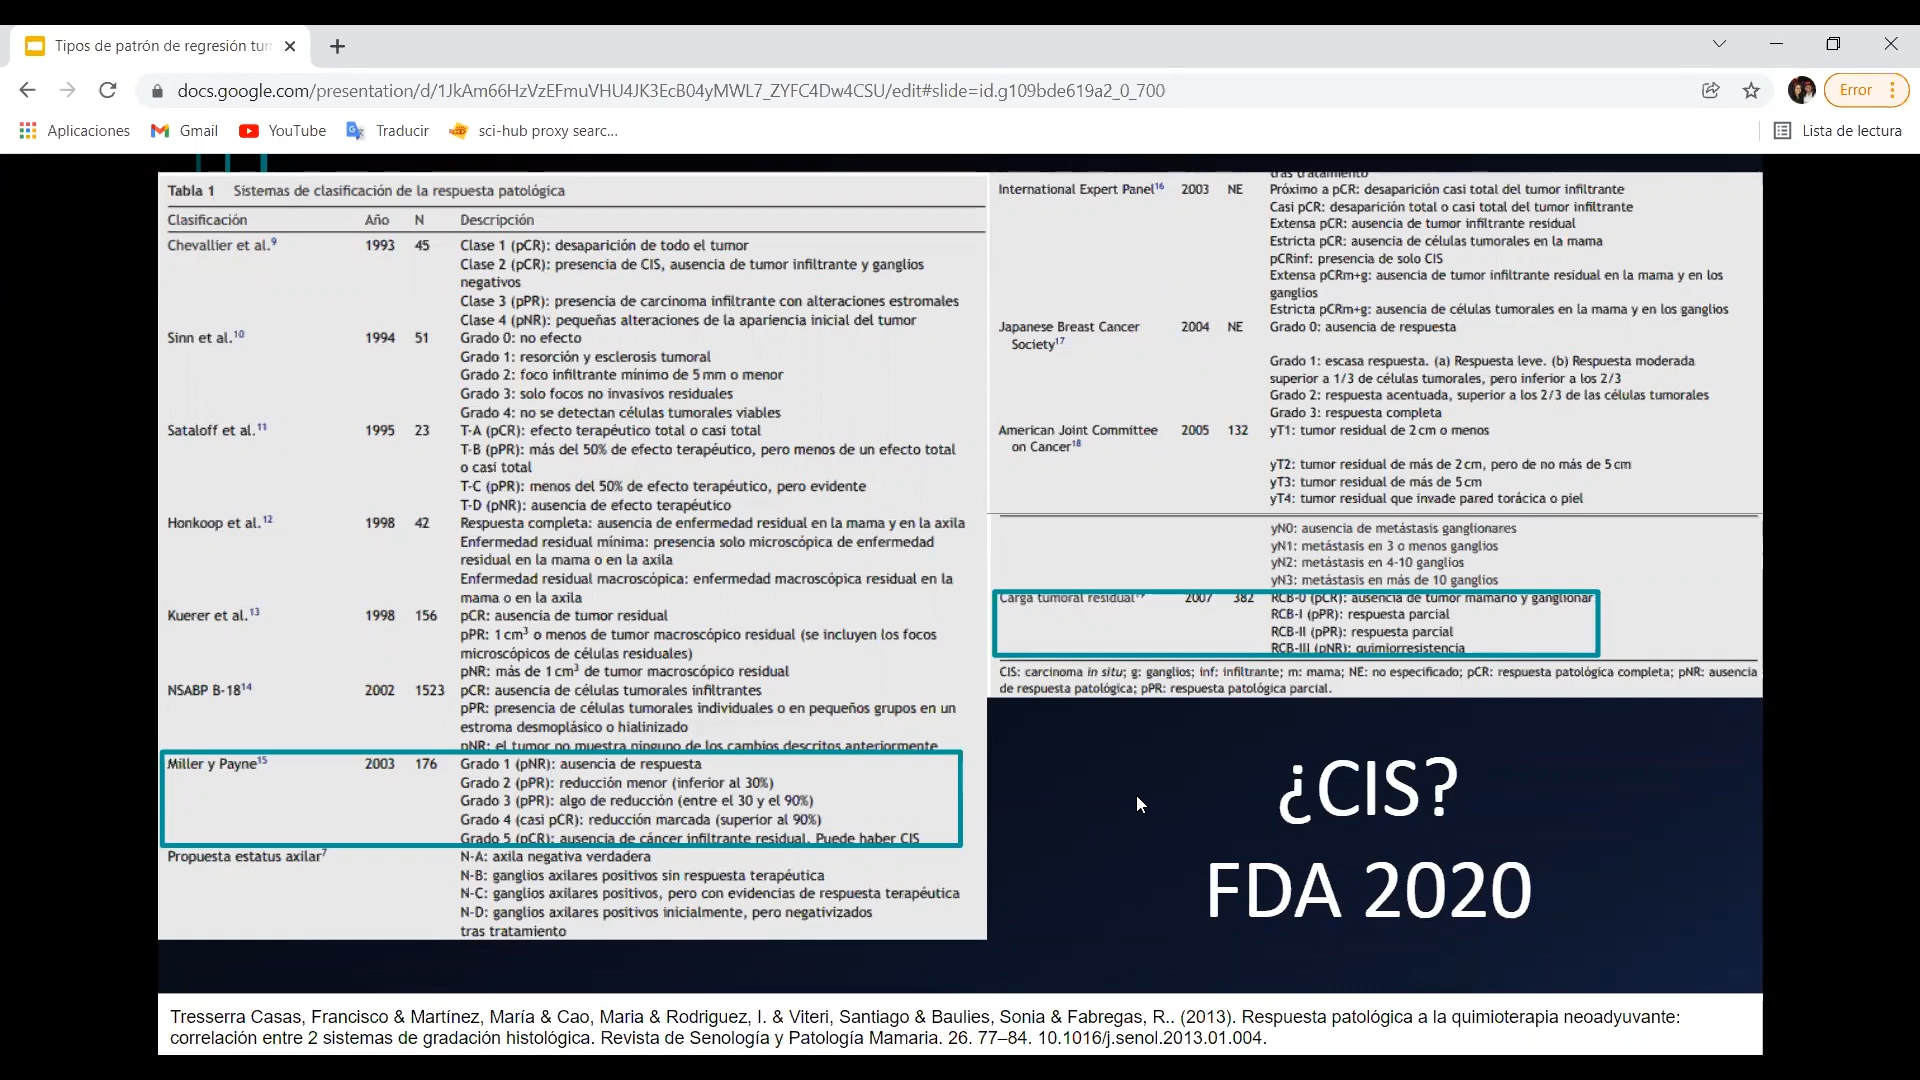 Tipos de patrón de regresión tum
docs.google.com/presentation/d/1JkAm66HzVzEFmuVHU4JK3EcB04yMWL7_ZYFC4Dw4CSU/edit#slide=id.g109bde619a2_0_700
Error
Aplicaciones Gmail YouTube Traducir sci-hub proxy searc... Lista de lectura
Tabla 1 Sistemas de clasificación de la respuesta patológica
Clasificación Año N Descripción
Chevallier et al.9 1993 45 Clase 1 (pCR): desaparición de todo el tumor
Clase 2 (pCR): presencia de CIS, ausencia de tumor infiltrante y ganglios
negativos
Clase 3 (pPR): presencia de carcinoma infiltrante con alteraciones estromales
Clase 4 (pNR): pequeñas alteraciones de la apariencia inicial del tumor
Sinn et al.10 1994 51 Grado 0: no efecto
Grado 1: resorción y esclerosis tumoral
Grado 2: foco infiltrante mínimo de 5 mm o menor
Grado 3: solo focos no invasivos residuales
Grado 4: no se detectan células tumorales viables
Sataloff et al.11 1995 23 T-A (pCR): efecto terapéutico total o casi total
T-B (pPR): más del 50% de efecto terapéutico, pero menos de un efecto total
o casi total
T-C (pPR): menos del 50% de efecto terapéutico, pero evidente
T-D (pNR): ausencia de efecto terapéutico
Honkoop et al.12 1998 42 Respuesta completa: ausencia de enfermedad residual en la mama y en la axila
Enfermedad residual mínima: presencia solo microscópica de enfermedad
residual en la mama o en la axila
Enfermedad residual macroscópica: enfermedad macroscópica residual en la
mama o en la axila
Kuerer et al.13 1998 156 pCR: ausencia de tumor residual
pPR: 1 cm3 o menos de tumor macroscópico residual (se incluyen los focos
microscópicos de células residuales)
pNR: más de 1 cm3 de tumor macroscópico residual
NSABP B-1814 2002 1523 pCR: ausencia de células tumorales infiltrantes
pPR: presencia de células tumorales individuales o en pequeños grupos en un
estroma desmoplásico o hialinizado
pNR: el tumor no muestra ninguno de los cambios descritos anteriormente
Miller y Payne15 2003 176 Grado 1 (pNR): ausencia de respuesta
Grado 2 (pPR): reducción menor (inferior al 30%)
Grado 3 (pPR): algo de reducción (entre el 30 y el 90%)
Grado 4 (casi pCR): reducción marcada (superior al 90%)
Grado 5 (pCR): ausencia de cáncer infiltrante residual. Puede haber CIS
Propuesta estatus axilar7 N-A: axila negativa verdadera
N-B: ganglios axilares positivos sin respuesta terapéutica
N-C: ganglios axilares positivos, pero con evidencias de respuesta terapéutica
N-D: ganglios axilares positivos inicialmente, pero negativizados
tras tratamiento
tras tratamiento
International Expert Panel16 2003 NE Próximo a pCR: desaparición casi total del tumor infiltrante
Casi pCR: desaparición total o casi total del tumor infiltrante
Extensa pCR: ausencia de tumor infiltrante residual
Estricta pCR: ausencia de células tumorales en la mama
pCRinf: presencia de solo CIS
Extensa pCRm+g: ausencia de tumor infiltrante residual en la mama y en los
ganglios
Estricta pCRm+g: ausencia de células tumorales en la mama y en los ganglios
Japanese Breast Cancer 2004 NE Grado 0: ausencia de respuesta
Society17
Grado 1: escasa respuesta. (a) Respuesta leve. (b) Respuesta moderada
superior a 1/3 de células tumorales, pero inferior a los 2/3
Grado 2: respuesta acentuada, superior a los 2/3 de las células tumorales
Grado 3: respuesta completa
American Joint Committee 2005 132 yT1: tumor residual de 2 cm o menos
on Cancer18
yT2: tumor residual de más de 2 cm, pero de no más de 5 cm
yT3: tumor residual de más de 5 cm
yT4: tumor residual que invade pared torácica o piel
yN0: ausencia de metástasis ganglionares
yN1: metástasis en 3 o menos ganglios
yN2: metástasis en 4-10 ganglios
yN3: metástasis en más de 10 ganglios
Carga tumoral residual 2007 382 RCB-0 (pCR): ausencia de tumor mamario y ganglionar
RCB-I (pPR): respuesta parcial
RCB-II (pPR): respuesta parcial
RCB-III (pNR): quimiorresistencia
CIS: carcinoma in situ; g: ganglios; inf: infiltrante; m: mama; NE: no especificado; pCR: respuesta patológica completa; pNR: ausencia
de respuesta patológica; pPR: respuesta patológica parcial.
¿CIS?
FDA 2020
Tresserra Casas, Francisco & Martínez, María & Cao, Maria & Rodriguez, I. & Viteri, Santiago & Baulies, Sonia & Fabregas, R.. (2013). Respuesta patológica a la quimioterapia neoadyuvante:
correlación entre 2 sistemas de gradación histológica. Revista de Senología y Patología Mamaria. 26. 77–84. 10.1016/j.senol.2013.01.004.